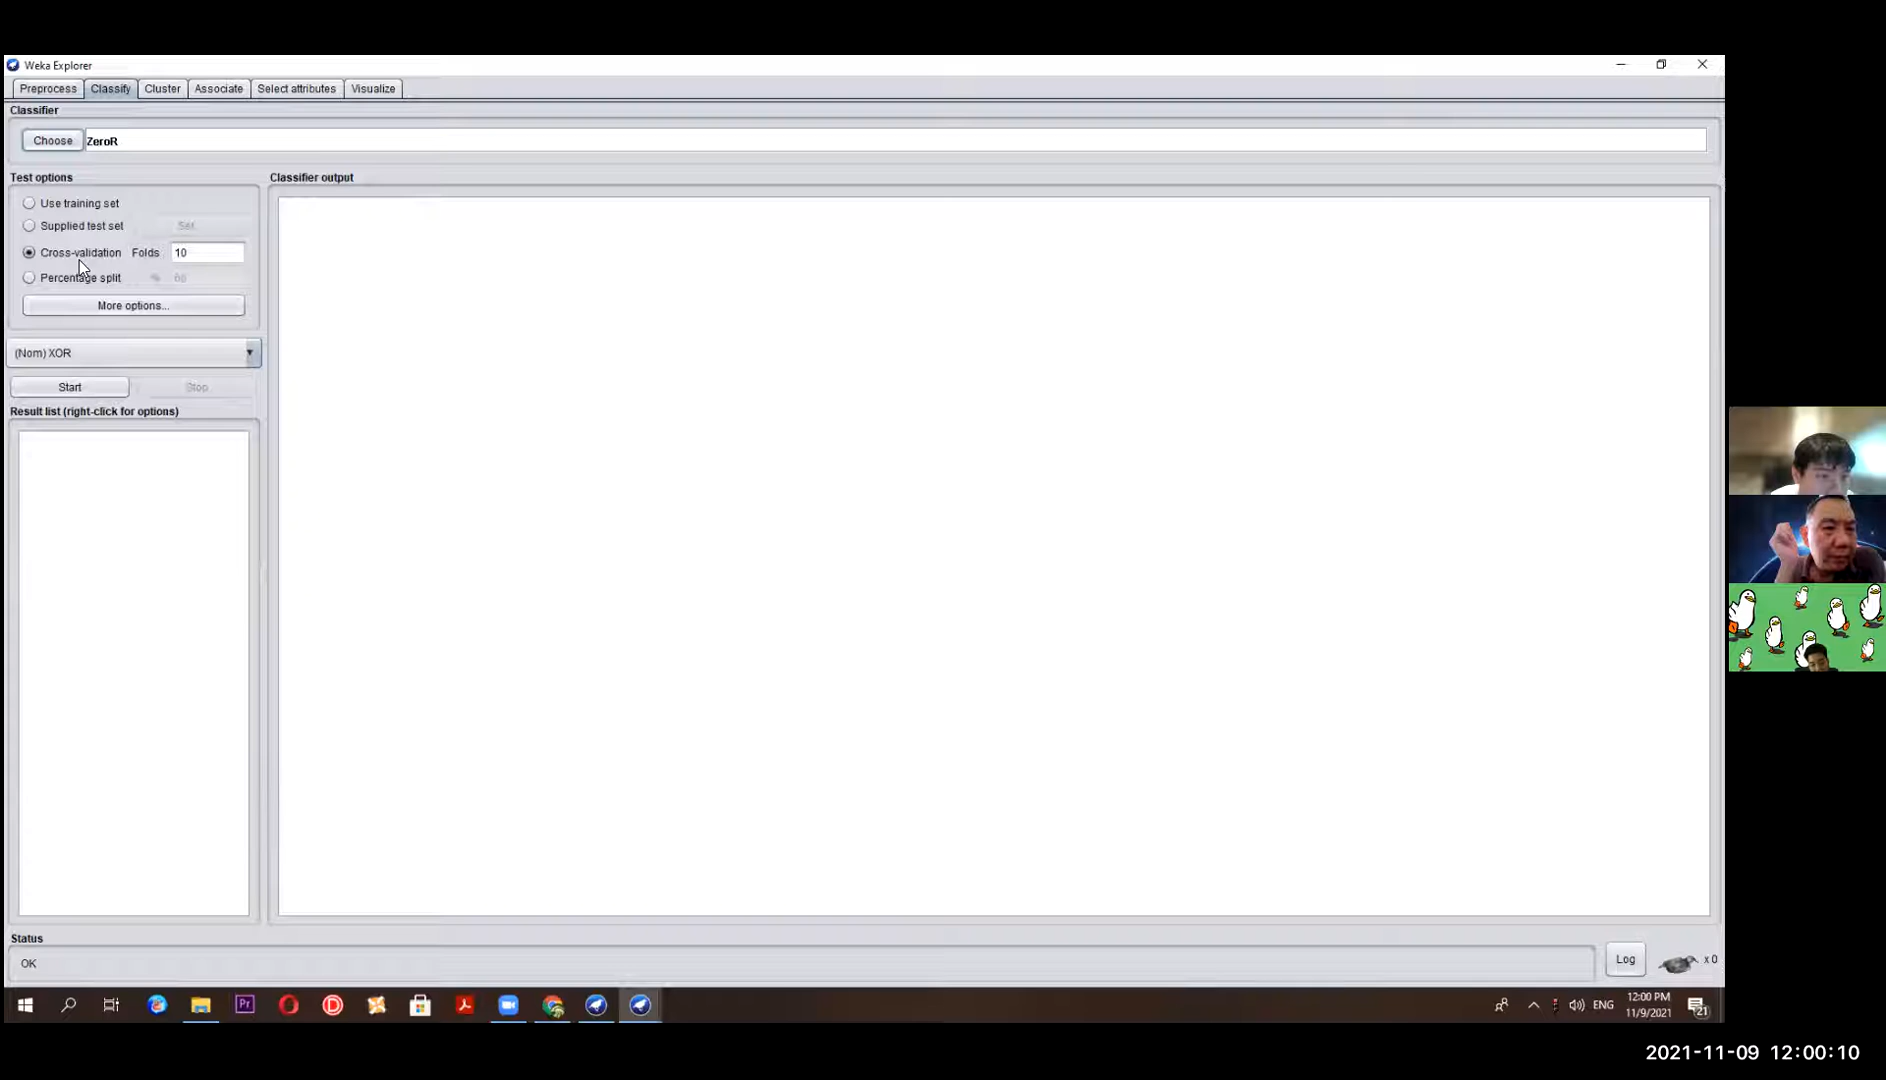 Weka Explorer
Preprocess Classify Cluster Associate Select attributes Visualize
Classifier
Choose ZeroR
Test options
Classifier output
Use training set
Supplied test set Set
Cross-validation Folds 10
Percentage split %
More options...
(Nom) XOR
Start Stop
Result list (right-click for options)
Status
OK
Log x 0
Pr
ENG
12:00 PM
11/9/2021
21
2021-11-09 12:00:10